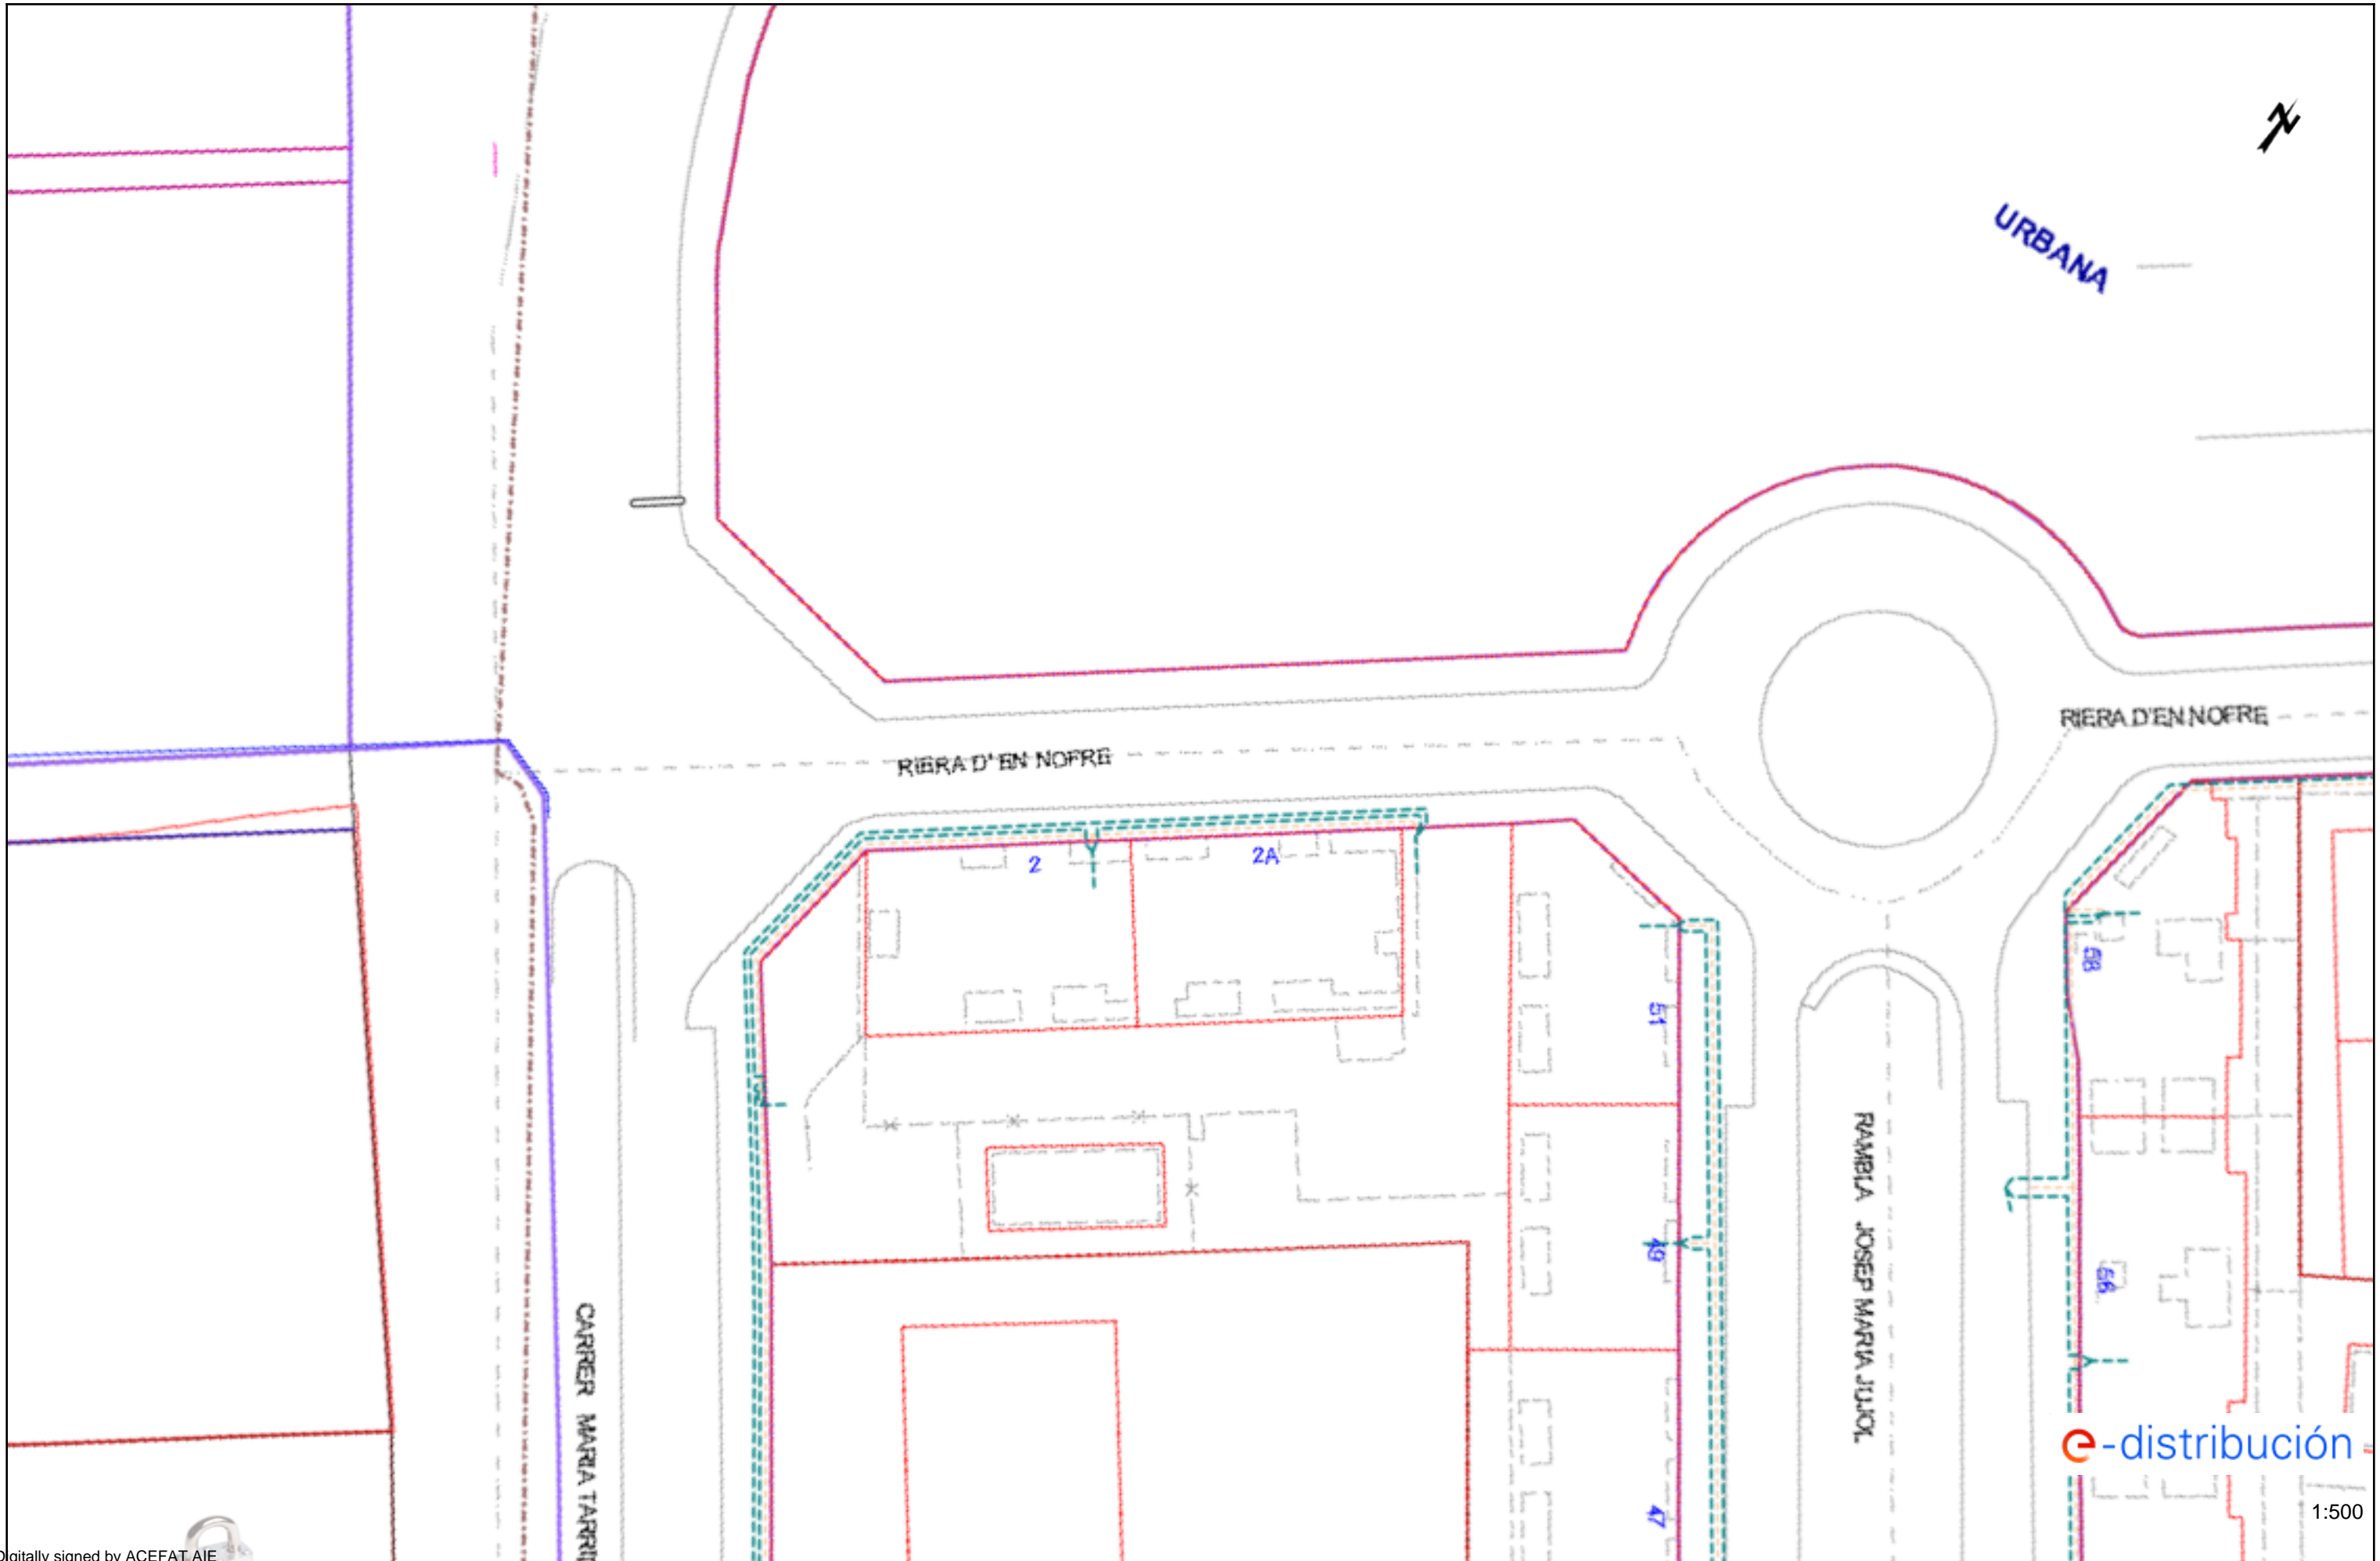 URBANA
RIERA D'EN NOFRE
RIERA D'EN NOFRE
2
2A
58
51
49
56
47
RAMBLA JOSEP MARIA JUJOL
CARRER MARIA
e-distribución
1:500
Digitally signed by ACEFAT AIE